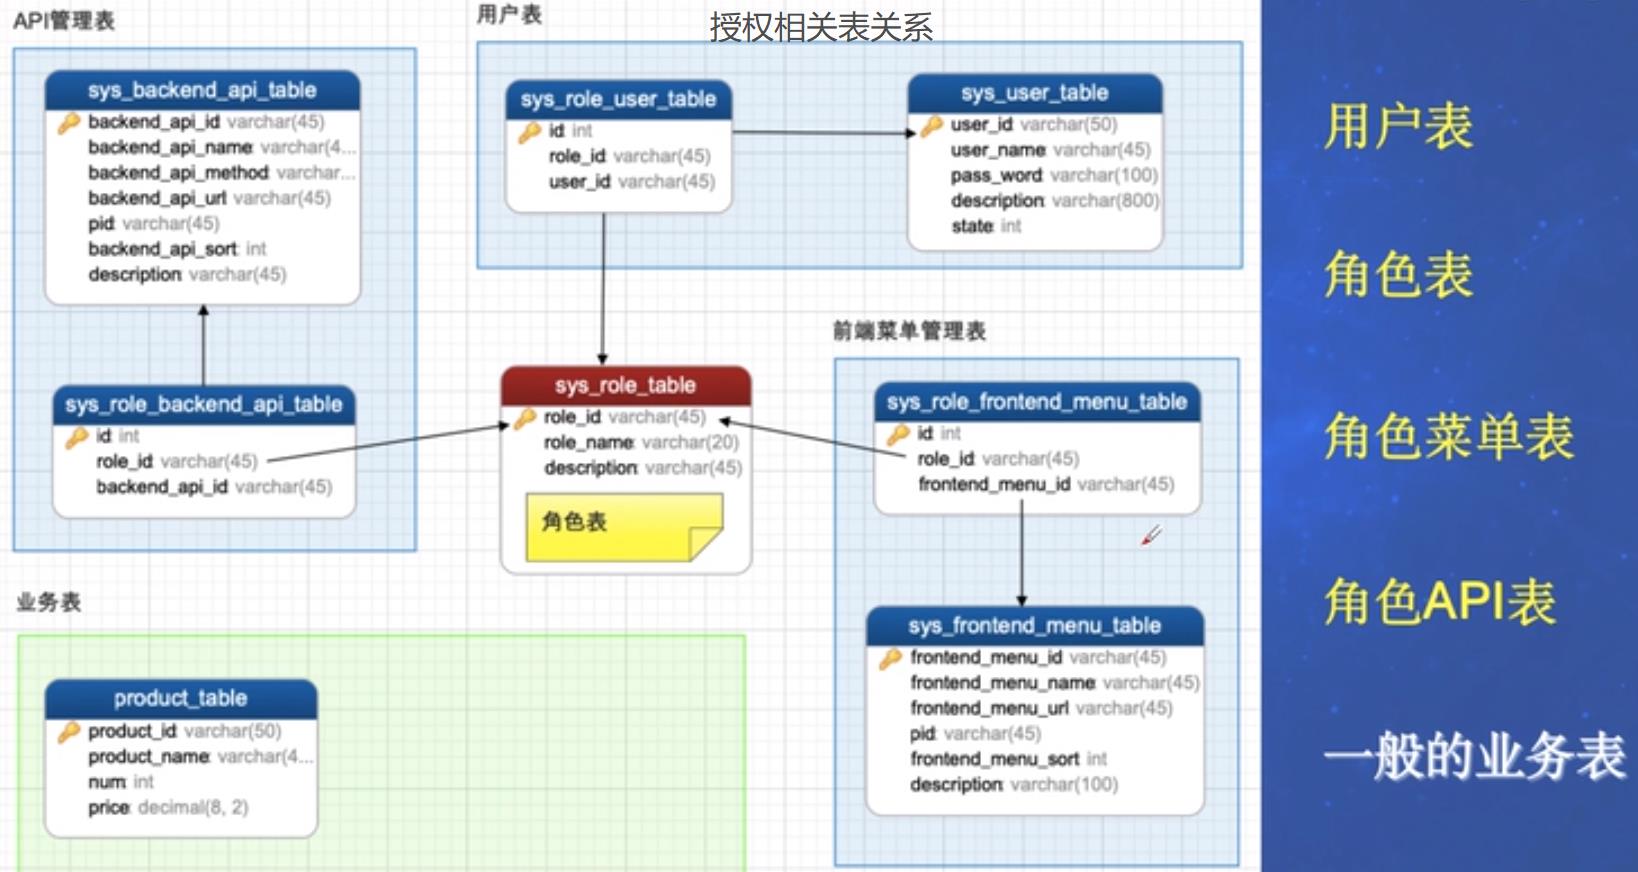 授权相关表关系
API管理表
sys_backend_api_table
backend_api_id varchar(45)
backend_api_name varchar(4...
backend_api_method varchar...
backend_api_url varchar(45)
pid varchar(45)
backend_api_sort int
description varchar(45)
sys_role_backend_api_table
id int
role_id varchar(45)
backend_api_id varchar(45)
用户表
sys_role_user_table
id int
role_id varchar(45)
user_id varchar(45)
sys_user_table
user_id varchar(50)
user_name varchar(45)
pass_word varchar(100)
description varchar(800)
state int
sys_role_table
role_id varchar(45)
role_name varchar(20)
description varchar(45)
角色表
前端菜单管理表
sys_role_frontend_menu_table
id int
role_id varchar(45)
frontend_menu_id varchar(45)
sys_frontend_menu_table
frontend_menu_id varchar(45)
frontend_menu_name varchar(45)
frontend_menu_url varchar(45)
pid varchar(45)
frontend_menu_sort int
description varchar(100)
业务表
product_table
product_id varchar(50)
product_name varchar(4...
num int
price decimal(8, 2)
用户表
角色表
角色菜单表
角色API表
一般的业务表